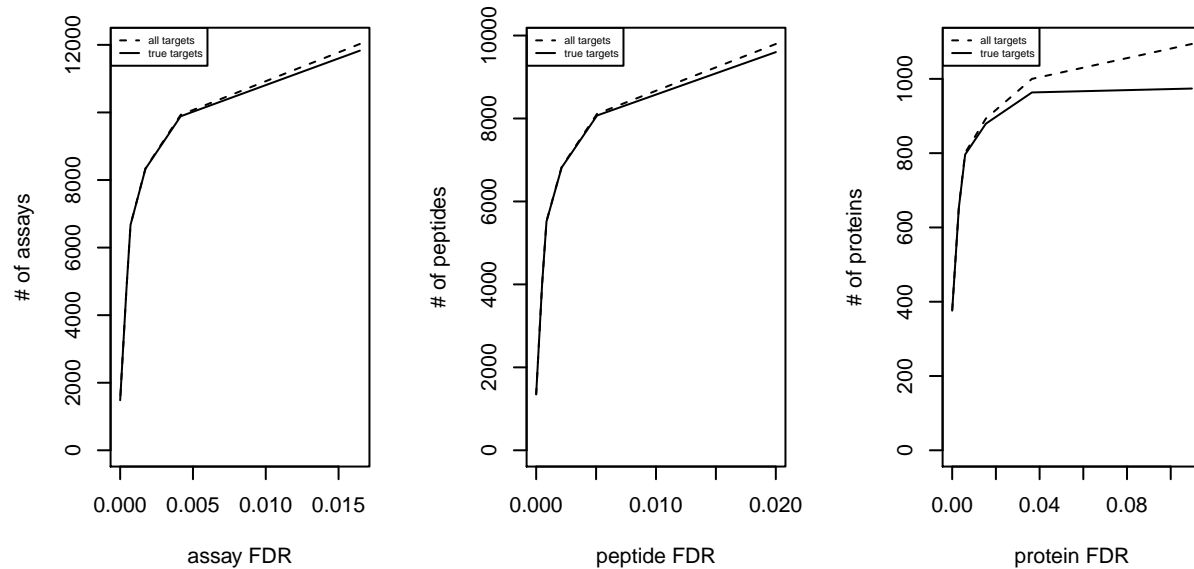 all targets
true targets
# of assays
0
2000
4000
6000
8000
12000
0.000
0.005
0.010
0.015
assay FDR
all targets
true targets
# of peptides
0
2000
4000
6000
8000
10000
0.000
0.010
0.020
peptide FDR
all targets
true targets
# of proteins
0
200
400
600
800
1000
0.00
0.04
0.08
protein FDR